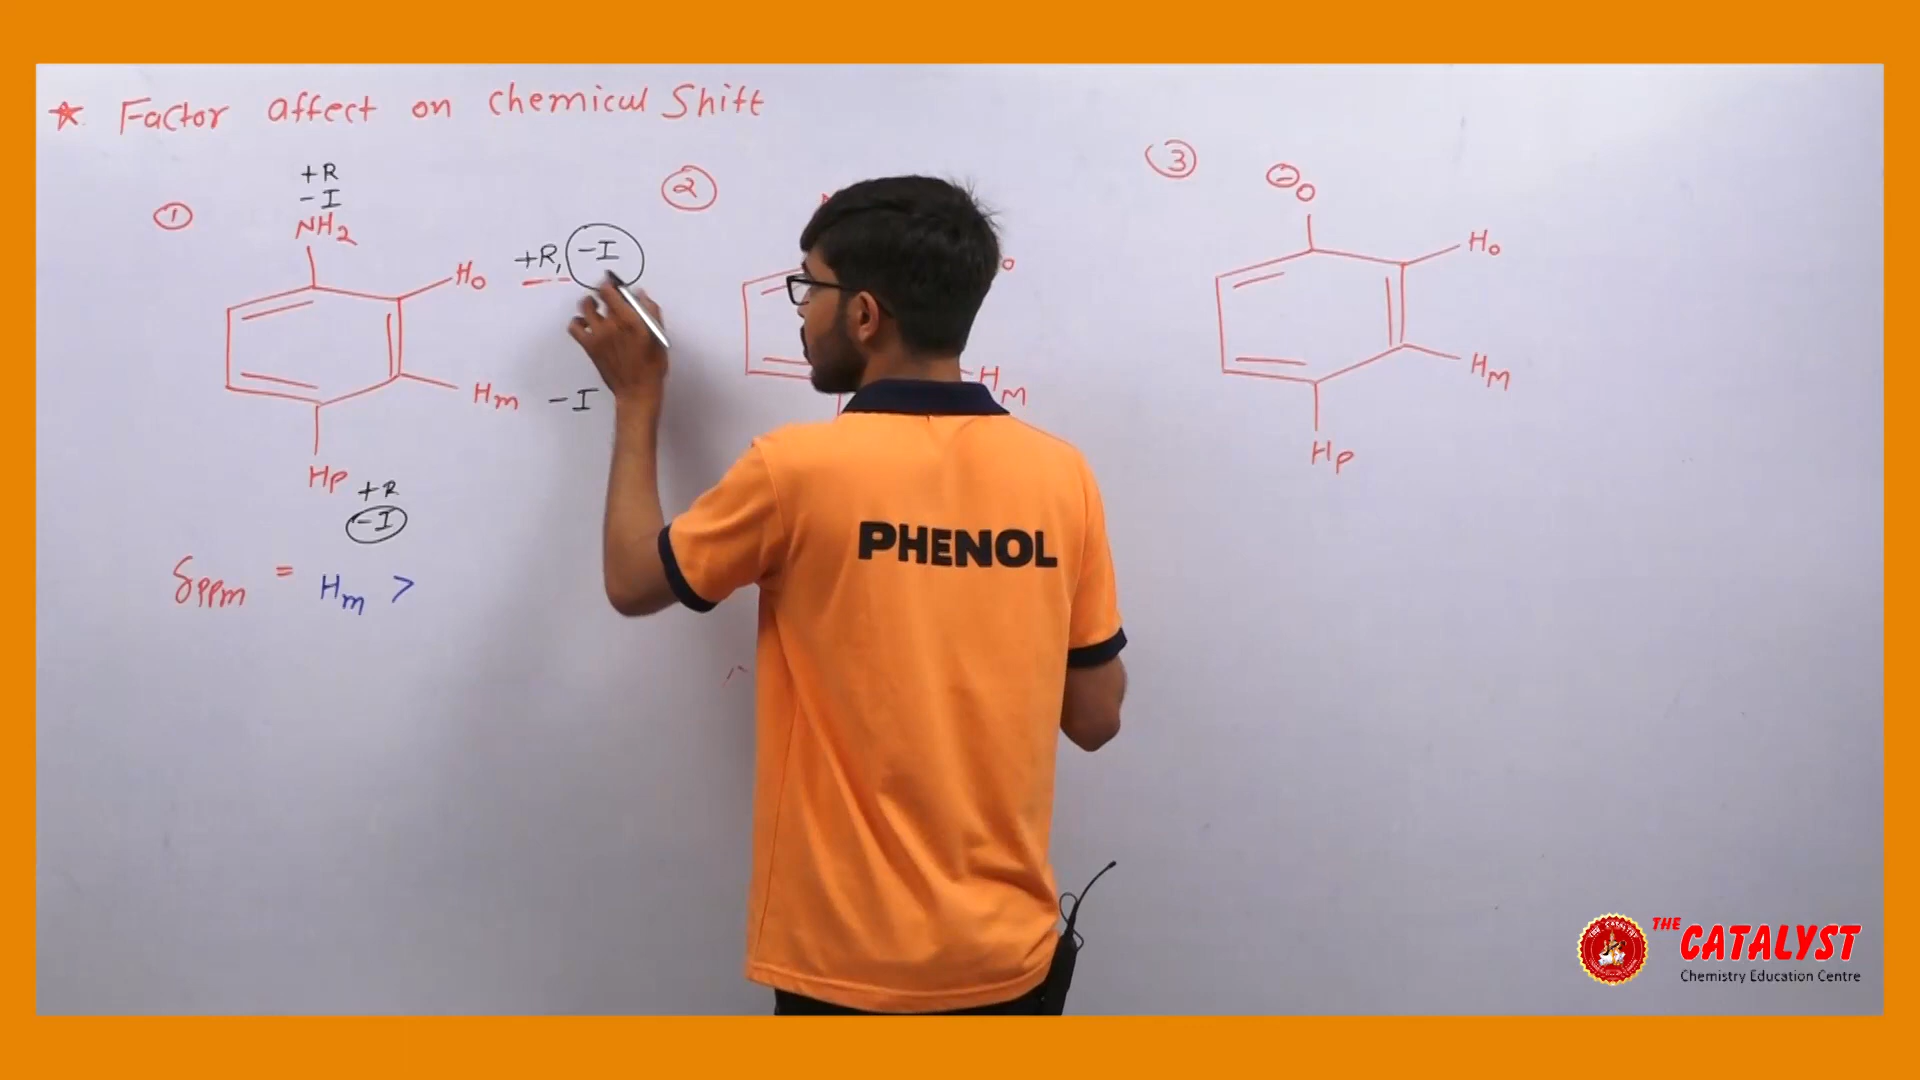 ★ Factor affect on chemicul Shift
①
+R
-I
NH2
Ho
+R, -I
Hm
-I
Hp
+R
-I
δppm = Hm >
②
o
HM
③
⊖O
Ho
HM
Hp
PHENOL
THE CATALYST
Chemistry Education Centre